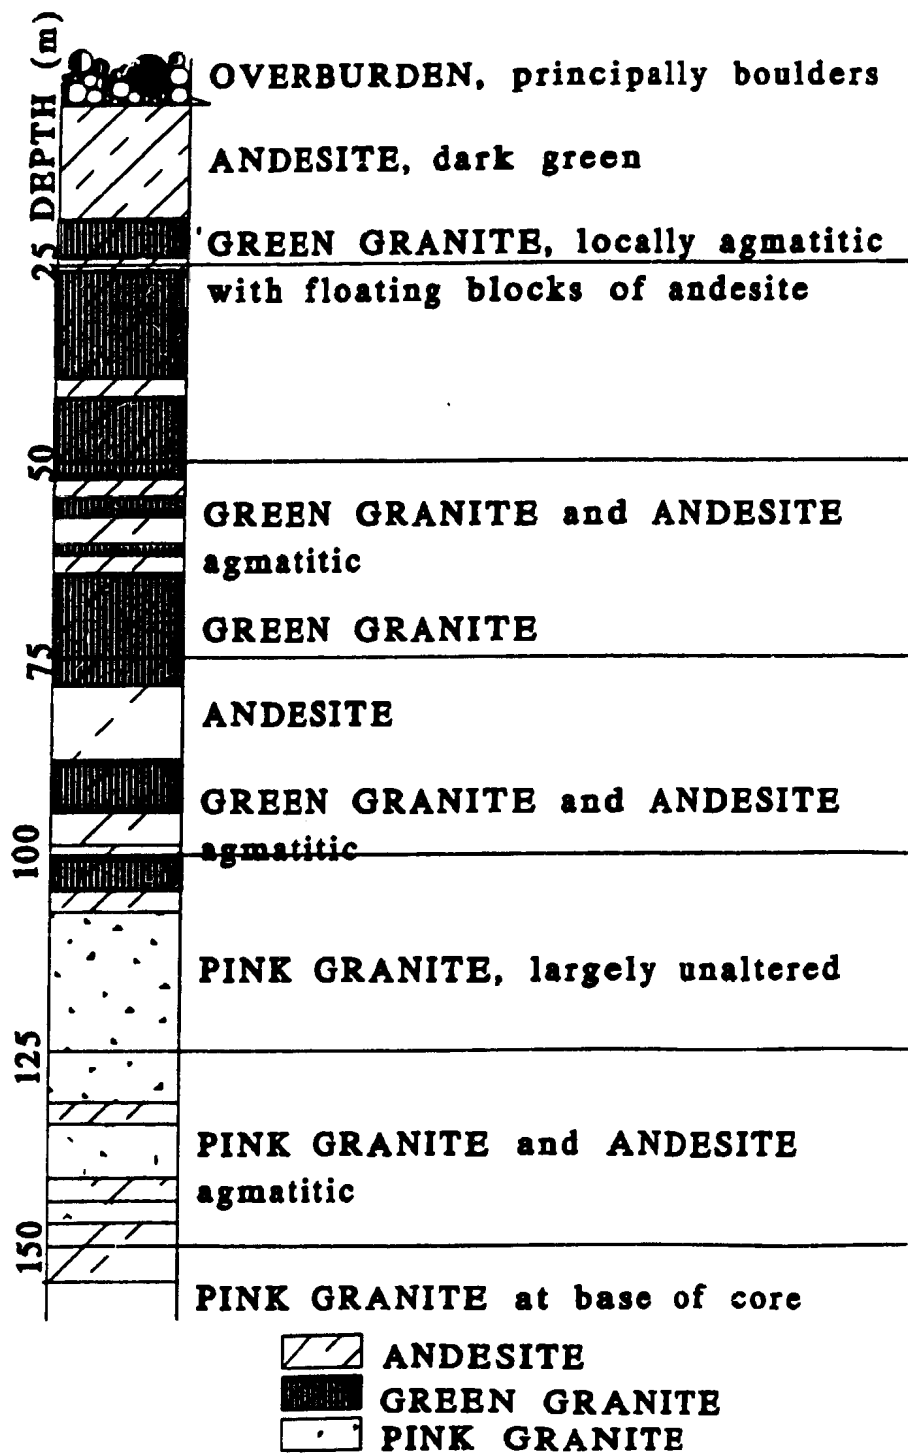 DEPTH (m)
OVERBURDEN, principally boulders
ANDESITE, dark green
GREEN GRANITE, locally agmatitic
25
with floating blocks of andesite
50
GREEN GRANITE and ANDESITE
agmatitic
GREEN GRANITE
75
ANDESITE
GREEN GRANITE and ANDESITE
agmatitic
100
PINK GRANITE, largely unaltered
125
PINK GRANITE and ANDESITE
agmatitic
150
PINK GRANITE at base of core
ANDESITE
GREEN GRANITE
PINK GRANITE